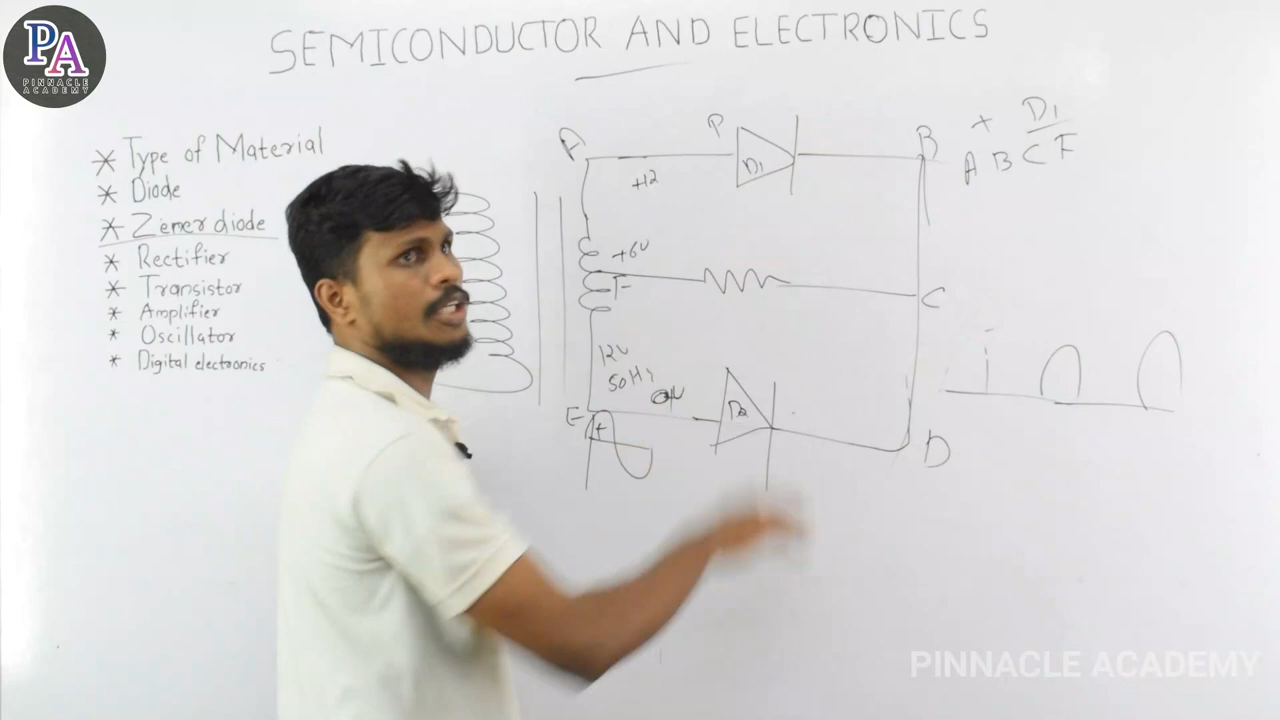 PA
PINNACLE
ACADEMY
SEMICONDUCTOR AND ELECTRONICS
* Type of Material
* Diode
* Zener diode
* Rectifier
* Transistor
* Amplifier
* Oscillator
* Digital electronics
A
+12
P
D1
B
+ D1
A B C F
+6V
F
C
12V
50Hz
E
+
D2
D
i
PINNACLE ACADEMY